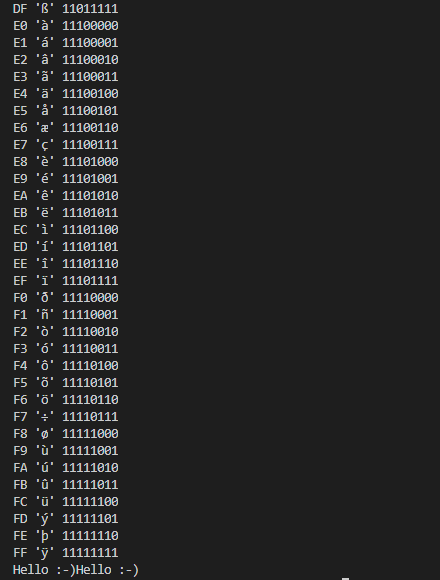 DF 'ß' 11011111
E0 'à' 11100000
E1 'á' 11100001
E2 'â' 11100010
E3 'ã' 11100011
E4 'ä' 11100100
E5 'å' 11100101
E6 'æ' 11100110
E7 'ç' 11100111
E8 'è' 11101000
E9 'é' 11101001
EA 'ê' 11101010
EB 'ë' 11101011
EC 'ì' 11101100
ED 'í' 11101101
EE 'î' 11101110
EF 'ï' 11101111
F0 'ð' 11110000
F1 'ñ' 11110001
F2 'ò' 11110010
F3 'ó' 11110011
F4 'ô' 11110100
F5 'õ' 11110101
F6 'ö' 11110110
F7 '÷' 11110111
F8 'ø' 11111000
F9 'ù' 11111001
FA 'ú' 11111010
FB 'û' 11111011
FC 'ü' 11111100
FD 'ý' 11111101
FE 'þ' 11111110
FF 'ÿ' 11111111
Hello :-)Hello :-)